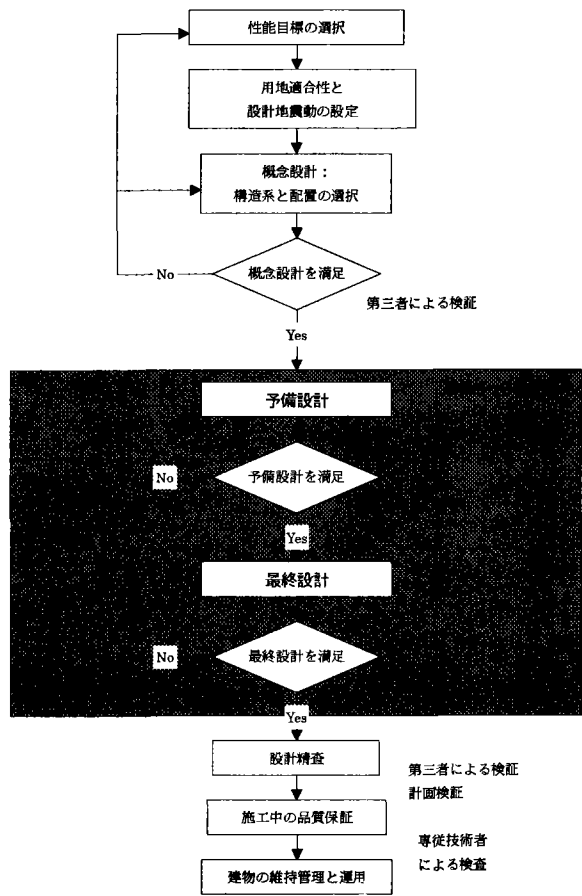 性能目標の選択
用地適合性と
設計地震動の設定
概念設計：
構造系と配置の選択
概念設計を満足
No
第三者による検証
Yes
予備設計
予備設計を満足
No
Yes
最終設計
最終設計を満足
No
Yes
設計精査
第三者による検証
計画検証
施工中の品質保証
専従技術者
による検査
建物の維持管理と運用